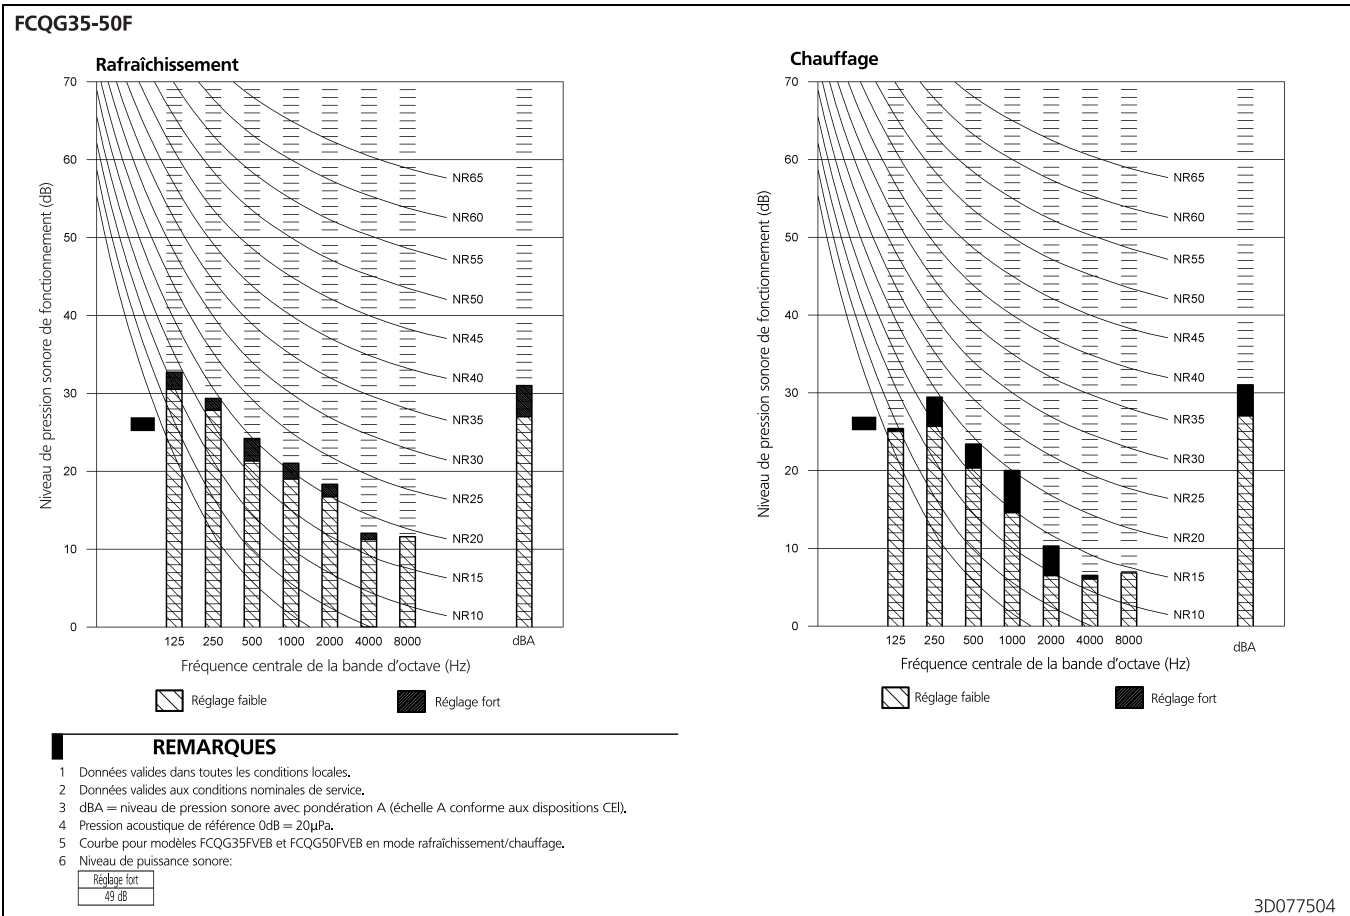 FCQG35-50F
Rafraîchissement
70
60
50
40
30
20
10
0
Niveau de pression sonore de fonctionnement (dB)
NR65
NR60
NR55
NR50
NR45
NR40
NR35
NR30
NR25
NR20
NR15
NR10
125 250 500 1000 2000 4000 8000 dBA
Fréquence centrale de la bande d'octave (Hz)
Réglage faible Réglage fort
Chauffage
70
60
50
40
30
20
10
0
Niveau de pression sonore de fonctionnement (dB)
NR65
NR60
NR55
NR50
NR45
NR40
NR35
NR30
NR25
NR20
NR15
NR10
125 250 500 1000 2000 4000 8000 dBA
Fréquence centrale de la bande d'octave (Hz)
Réglage faible Réglage fort
REMARQUES
1 Données valides dans toutes les conditions locales.
2 Données valides aux conditions nominales de service.
3 dBA = niveau de pression sonore avec pondération A (échelle A conforme aux dispositions CEI).
4 Pression acoustique de référence 0dB = 20µPa.
5 Courbe pour modèles FCQG35FVEB et FCQG50FVEB en mode rafraîchissement/chauffage.
6 Niveau de puissance sonore:
Réglage fort
49 dB
3D077504